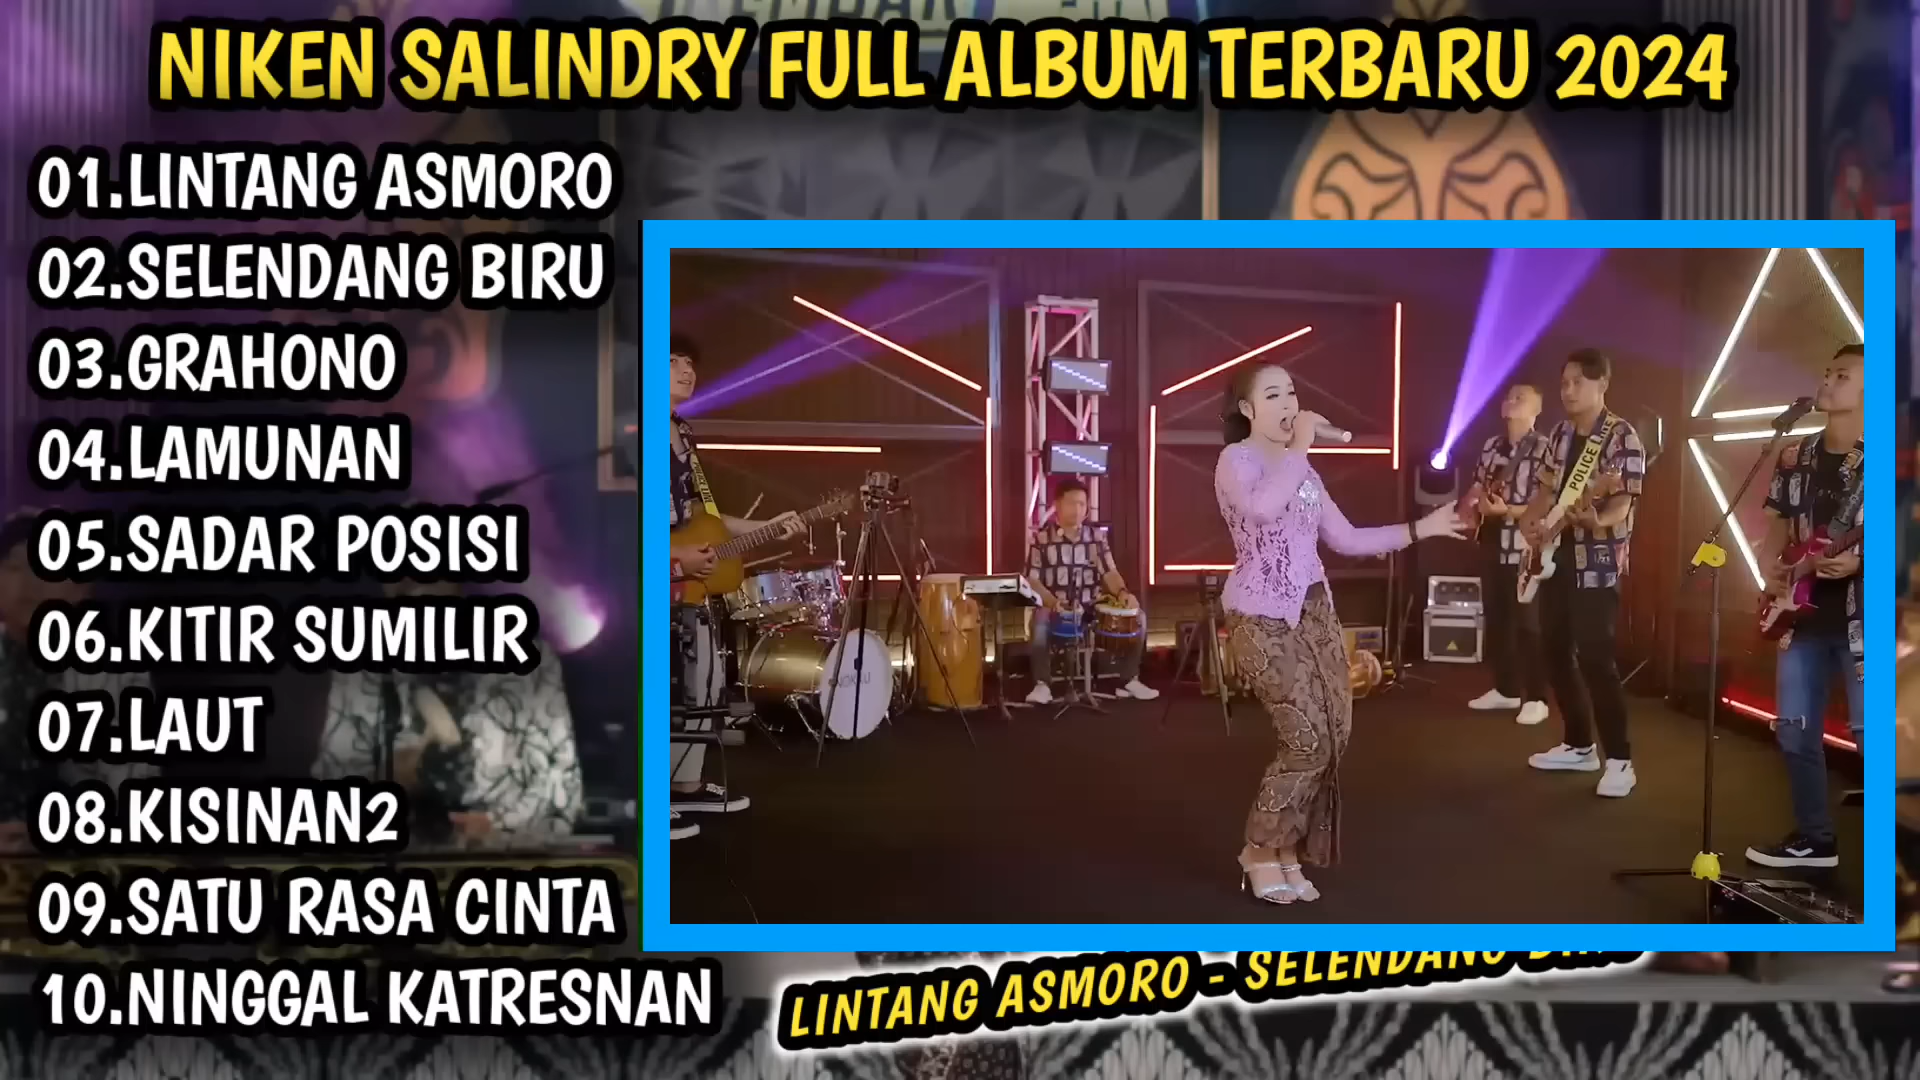 NIKEN SALINDRY FULL ALBUM TERBARU 2024
01.LINTANG ASMORO
02.SELENDANG BIRU
03.GRAHONO
04.LAMUNAN
05.SADAR POSISI
06.KITIR SUMILIR
07.LAUT
08.KISINAN2
09.SATU RASA CINTA
10.NINGGAL KATRESNAN
POLICE LINE
LINTANG ASMORO - SELENDANG